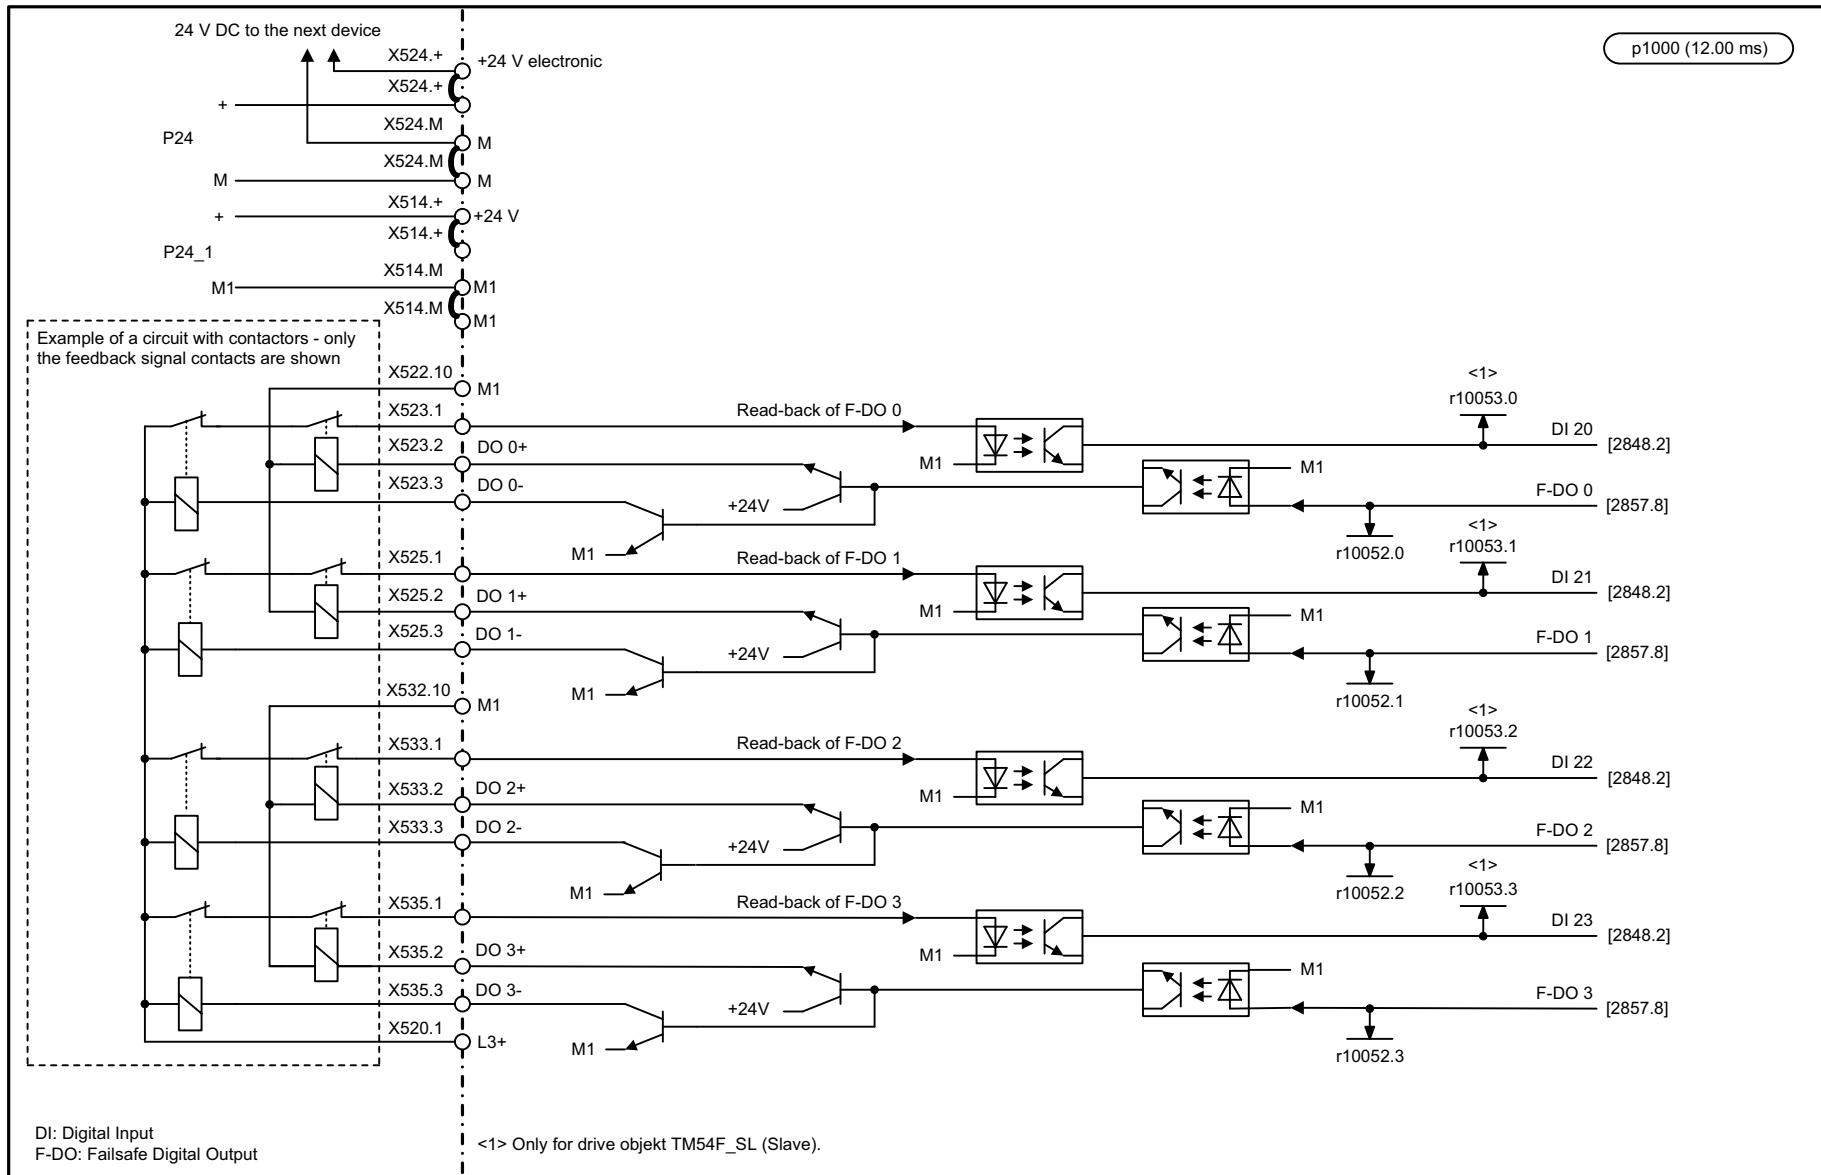 24 V DC to the next device
p1000 (12.00 ms)
X524.+
+24 V electronic
X524.+
+
X524.M
P24
M
X524.M
M
M
X514.+
+
+24 V
X514.+
P24_1
X514.M
M1
M1
X514.M
M1
Example of a circuit with contactors - only
the feedback signal contacts are shown
X522.10
M1
<1>
r10053.0
X523.1
Read-back of F-DO 0
DI 20
[2848.2]
X523.2
DO 0+
M1
M1
X523.3
DO 0-
+24V
F-DO 0
[2857.8]
M1
r10052.0
<1>
r10053.1
X525.1
Read-back of F-DO 1
DI 21
[2848.2]
X525.2
DO 1+
M1
M1
X525.3
DO 1-
+24V
F-DO 1
[2857.8]
M1
r10052.1
X532.10
M1
<1>
r10053.2
X533.1
Read-back of F-DO 2
DI 22
[2848.2]
X533.2
DO 2+
M1
M1
X533.3
DO 2-
+24V
F-DO 2
[2857.8]
M1
r10052.2
<1>
r10053.3
X535.1
Read-back of F-DO 3
DI 23
[2848.2]
X535.2
DO 3+
M1
M1
X535.3
DO 3-
+24V
F-DO 3
[2857.8]
X520.1
L3+
M1
r10052.3
DI: Digital Input
F-DO: Failsafe Digital Output
<1> Only for drive objekt TM54F_SL (Slave).